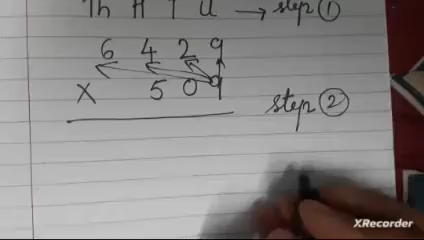 Th H T U → step ①
6 4 2 9
x 5 0 9
step ②
XRecorder